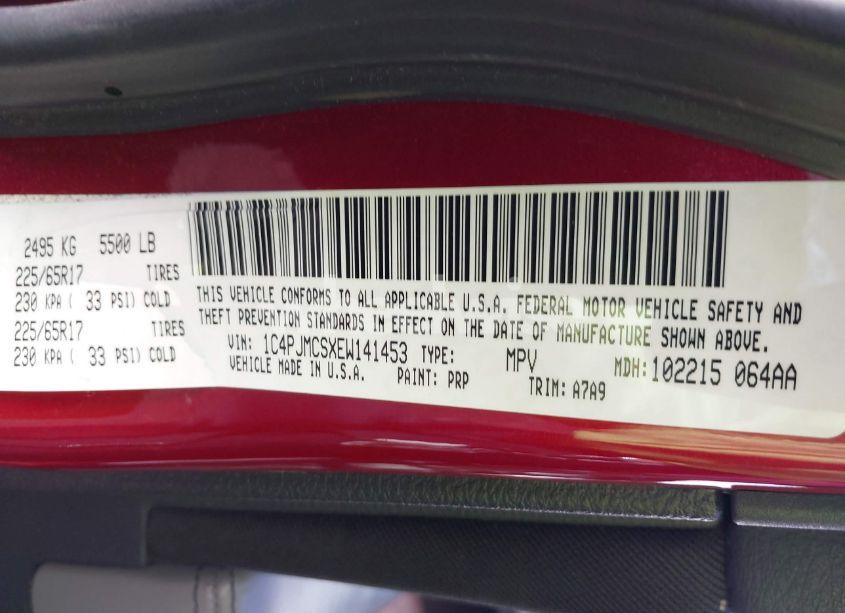 2495 KG 5500 LB
225/65R17 TIRES
230 KPA ( 33 PSI) COLD
225/65R17 TIRES
230 KPA ( 33 PSI) COLD
THIS VEHICLE CONFORMS TO ALL APPLICABLE U.S.A. FEDERAL MOTOR VEHICLE SAFETY AND
THEFT PREVENTION STANDARDS IN EFFECT ON THE DATE OF MANUFACTURE SHOWN ABOVE.
VIN: 1C4PJMCSXEW141453 TYPE: MPV MDH: 102215 064AA
VEHICLE MADE IN U.S.A. PAINT: PRP TRIM: A7A9